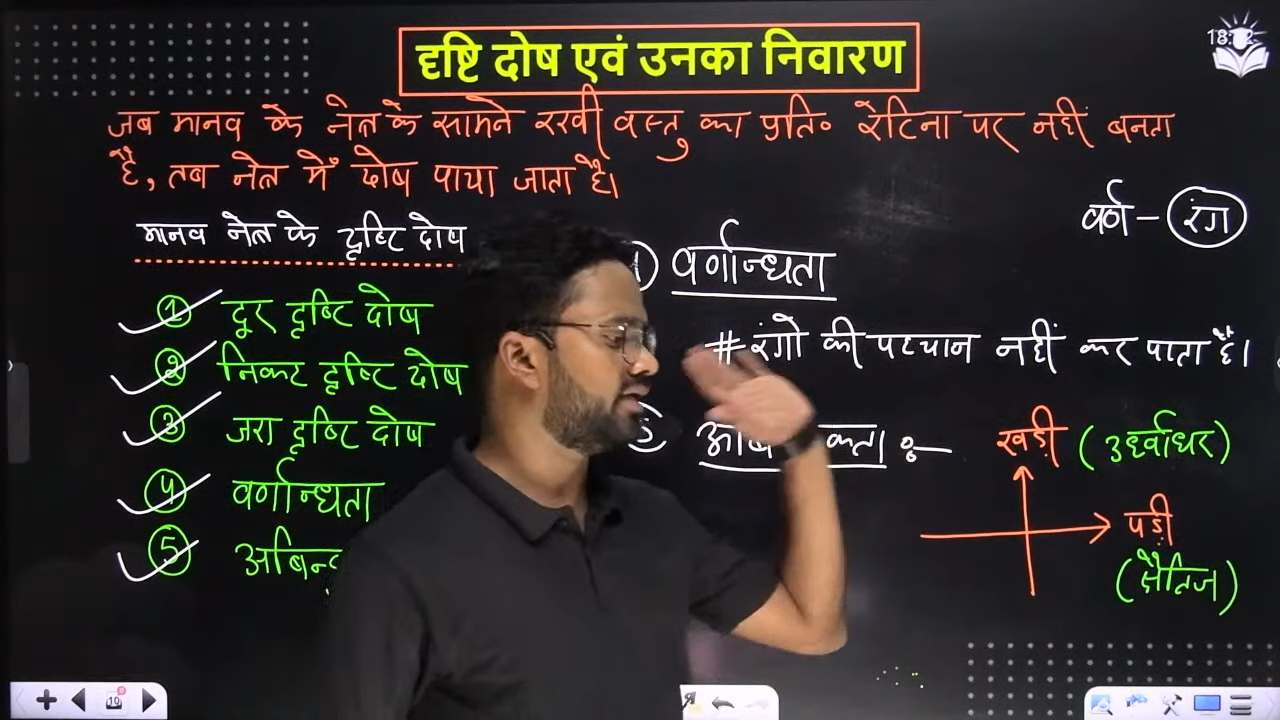 दृष्टि दोष एवं उनका निवारण
जब मानव के नेत्र के सामने रखी वस्तु का प्रति० रेटिना पर नहीं बनता
है, तब नेत्र में दोष पाया जाता है।
वर्ण - रंग
मानव नेत्र के दृष्टि दोष
① दूर दृष्टि दोष
② निकट दृष्टि दोष
③ जरा दृष्टि दोष
④ वर्णान्धता
⑤
वर्णान्धता
# रंगो की पहचान नहीं कर पाता है।
खड़ी (उर्ध्वाधर)
पड़ी
(क्षैतिज)
10